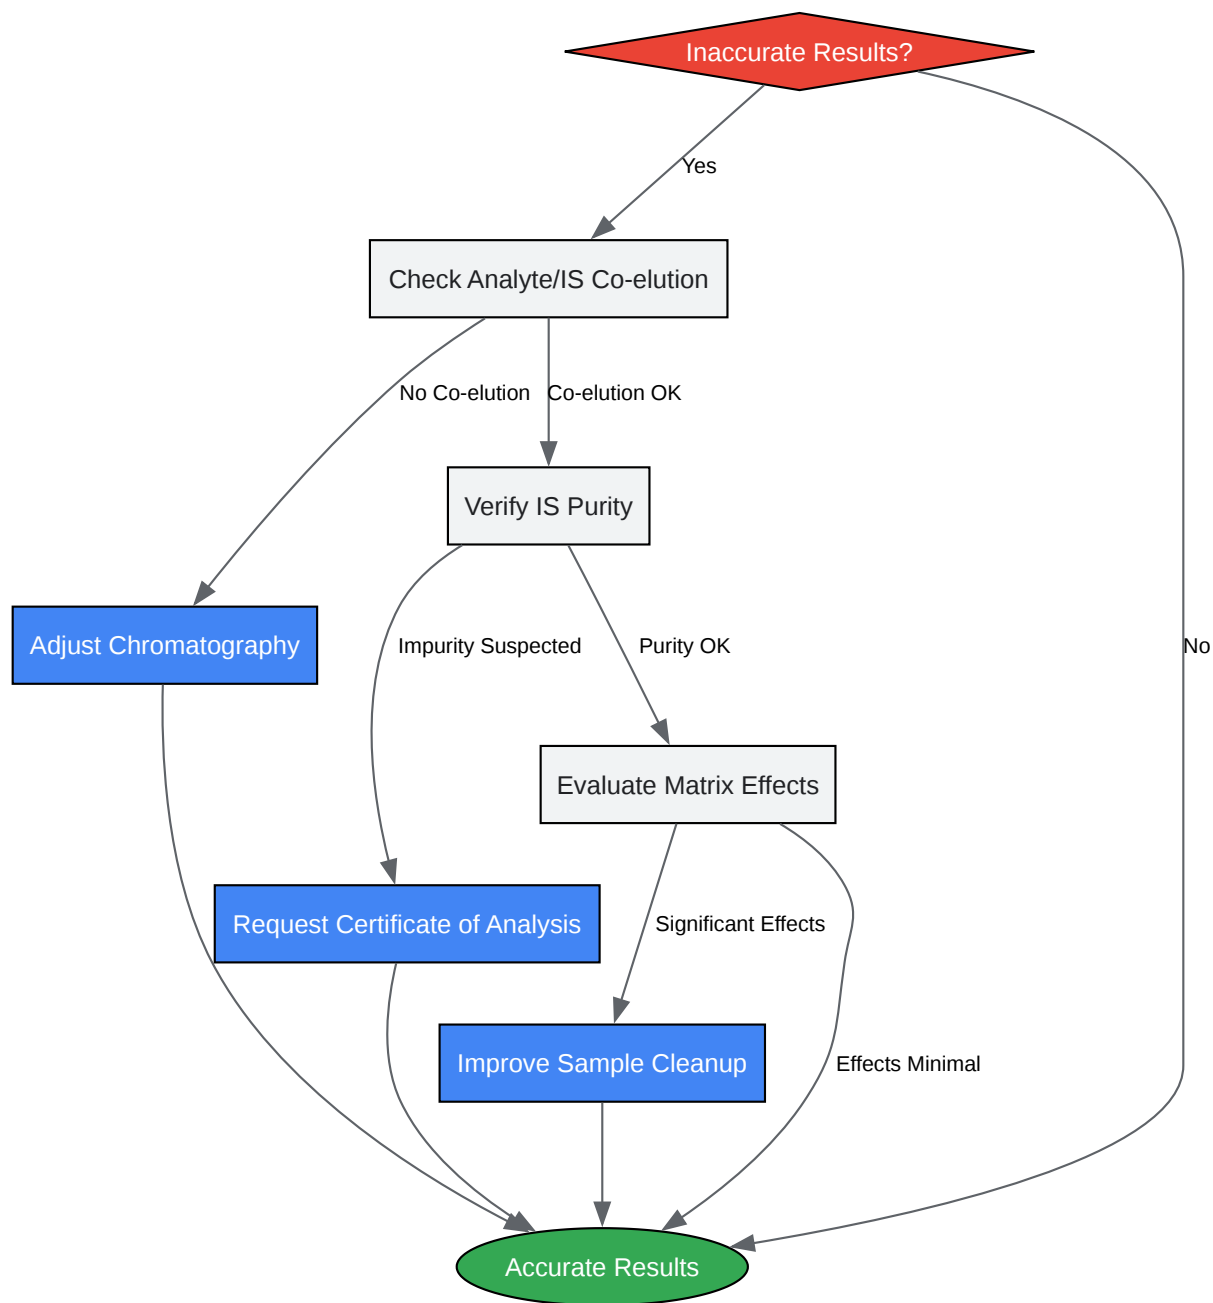 Inaccurate Results?
Yes
Check Analyte/IS Co-elution
No Co-elution
Co-elution OK
Verify IS Purity
Adjust Chromatography
Impurity Suspected
Purity OK
No
Evaluate Matrix Effects
Request Certificate of Analysis
Significant Effects
Improve Sample Cleanup
Effects Minimal
Accurate Results